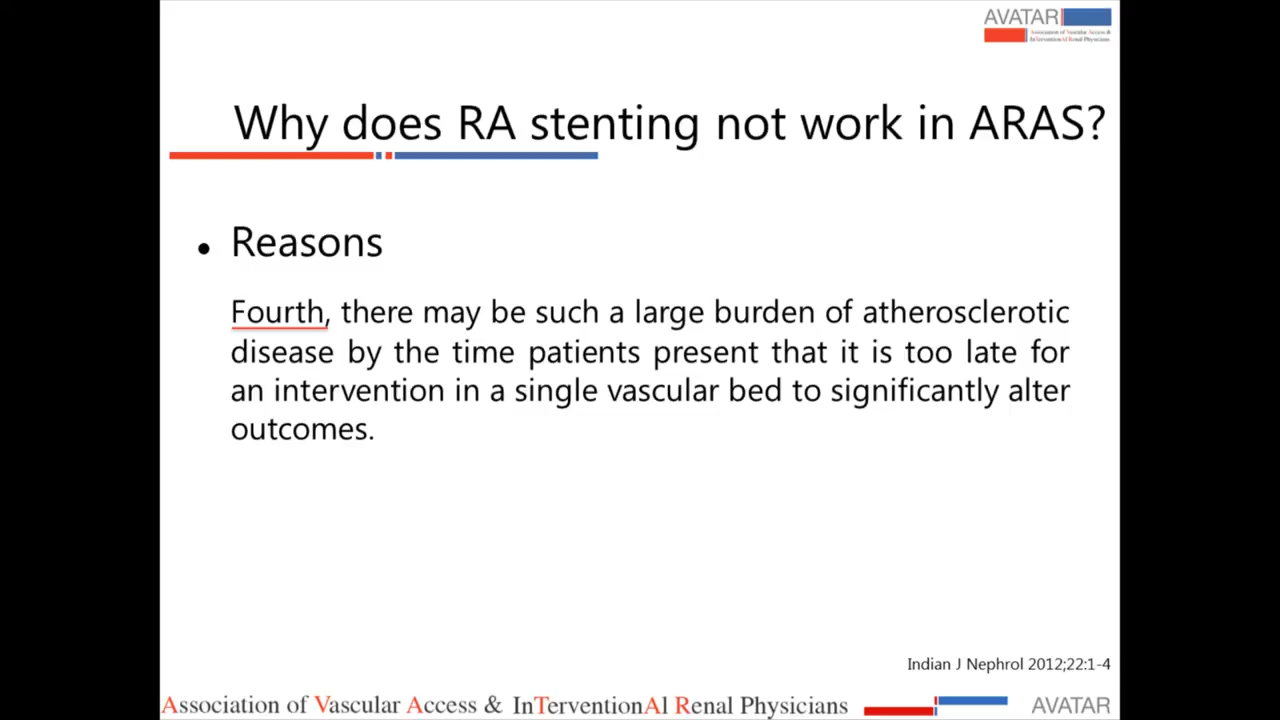 AVATAR
Association of Vascular Access &
InTerventionAl Renal Physicians
Why does RA stenting not work in ARAS?
• Reasons
Fourth, there may be such a large burden of atherosclerotic
disease by the time patients present that it is too late for
an intervention in a single vascular bed to significantly alter
outcomes.
Indian J Nephrol 2012;22:1-4
Association of Vascular Access & InTerventionAl Renal Physicians
AVATAR